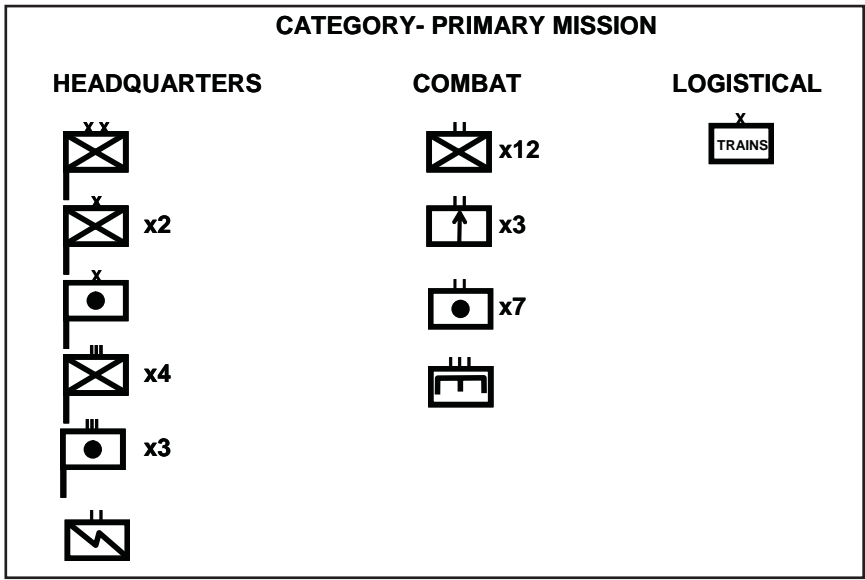 CATEGORY- PRIMARY MISSION
HEADQUARTERS COMBAT LOGISTICAL
X X
II
x12
X
TRAINS
X
x2
II
x3
X
II
x7
III
x4
III
III
x3
II